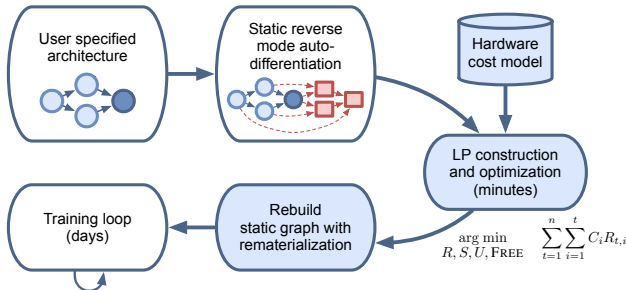 User specified
architecture
Static reverse
mode auto-
differentiation
Hardware
cost model
LP construction
and optimization
(minutes)
Rebuild
static graph with
rematerialization
Training loop
(days)
arg min
R, S, U, FREE
n
∑
t=1
t
∑
i=1
C_i R_{t,i}